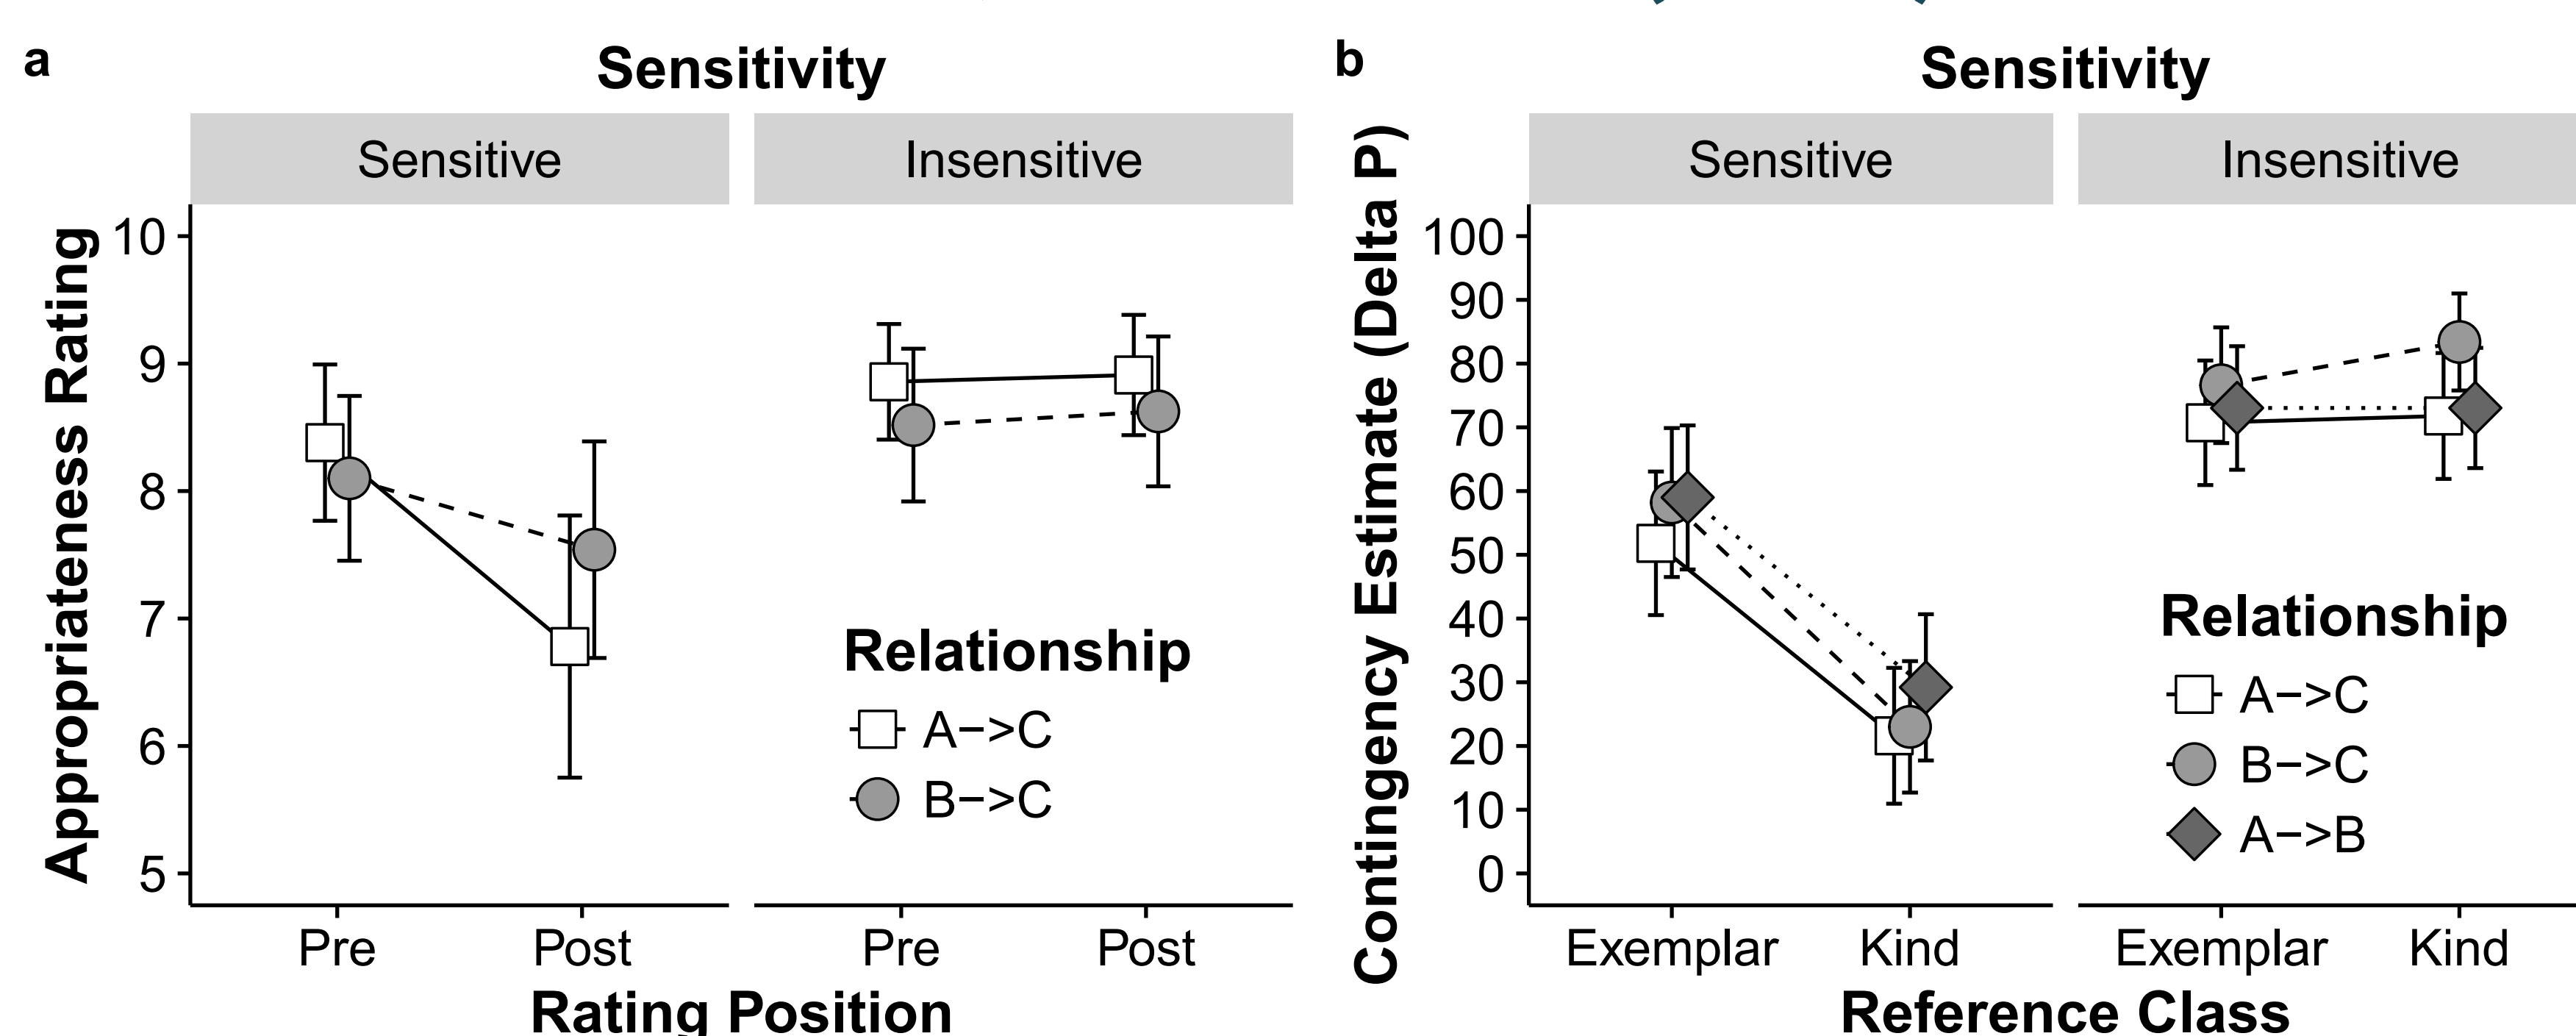 a
Sensitivity
Sensitive
Insensitive
Appropriateness Rating
10
9
8
7
6
5
Relationship
A−>C
B−>C
Pre
Post
Pre
Post
Rating Position
b
Sensitivity
Sensitive
Insensitive
Contingency Estimate (Delta P)
100
90
80
70
60
50
40
30
20
10
0
Relationship
A−>C
B−>C
A−>B
Exemplar
Kind
Exemplar
Kind
Reference Class